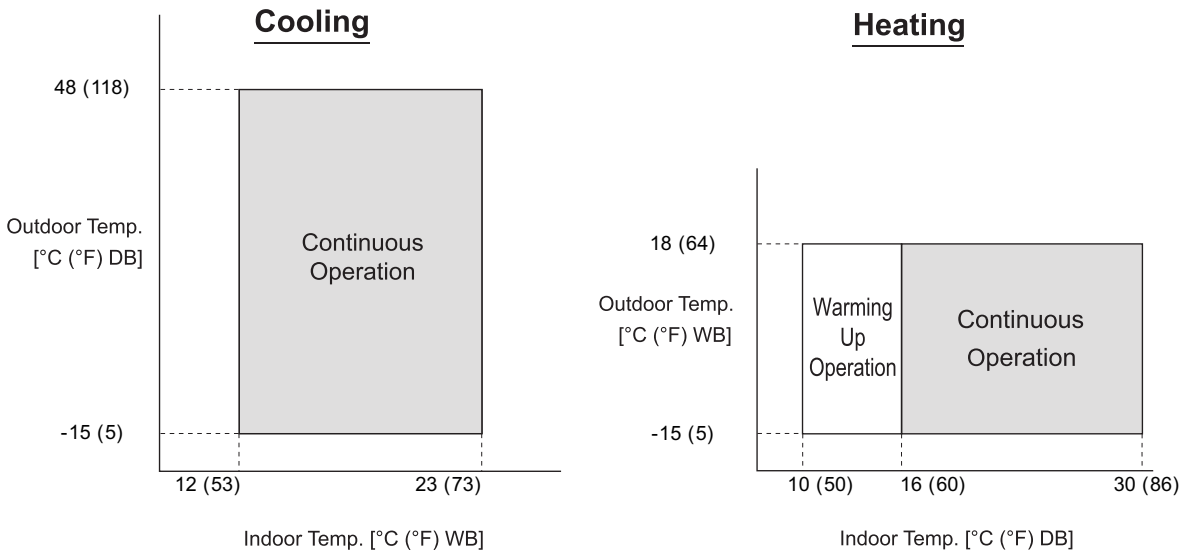 Cooling
48 (118)
Outdoor Temp.
[°C (°F) DB]
Continuous
Operation
-15 (5)
12 (53)
23 (73)
Indoor Temp. [°C (°F) WB]
Heating
18 (64)
Outdoor Temp.
[°C (°F) WB]
Warming
Up
Operation
Continuous
Operation
-15 (5)
10 (50)
16 (60)
30 (86)
Indoor Temp. [°C (°F) DB]